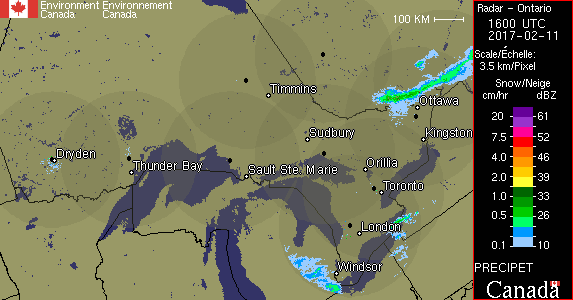 Environment Environnement
Canada Canada
100 KM
Timmins
Ottawa
Sudbury
Kingston
Dryden
Thunder Bay
Sault Ste. Marie
Orillia
Toronto
London
Windsor
Radar - Ontario
1600 UTC
2017-02-11
Scale/Échelle:
3.5 km/Pixel
Snow/Neige
cm/hr dBZ
20 61
7.5 52
4.0 46
2.0 39
1.0 33
0.5 26
0.1 10
PRECIPET
Canada